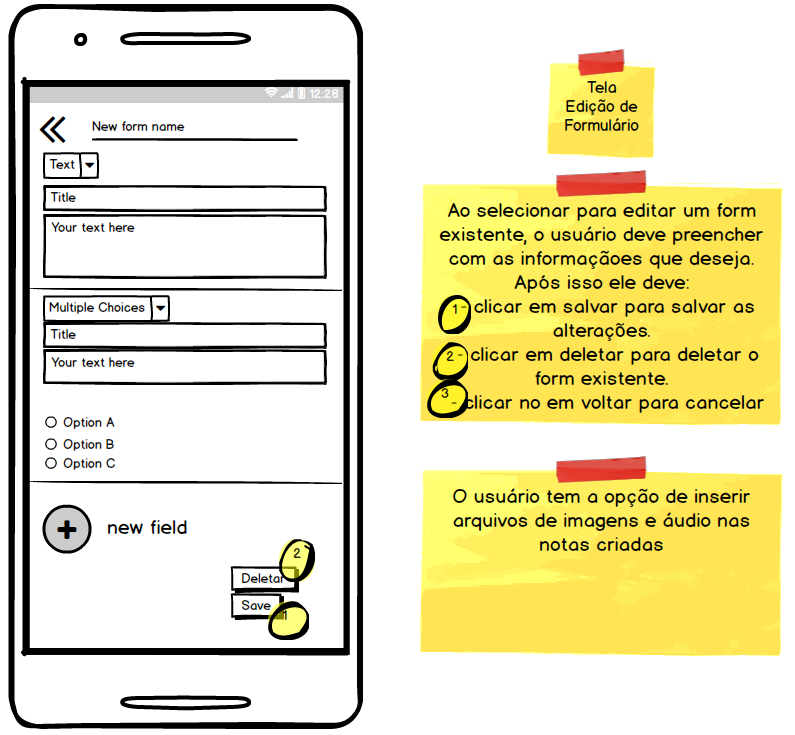 12:28
New form name
Text
Title
Your text here
Multiple Choices
Title
Your text here
Option A
Option B
Option C
new field
2
Deletar
Save
1
Tela
Edição de
Formulário
Ao selecionar para editar um form
existente, o usuário deve preencher
com as informaçãoes que deseja.
Após isso ele deve:
1 - clicar em salvar para salvar as
alterações.
2 - clicar em deletar para deletar o
form existente.
3 - clicar no em voltar para cancelar
O usuário tem a opção de inserir
arquivos de imagens e áudio nas
notas criadas